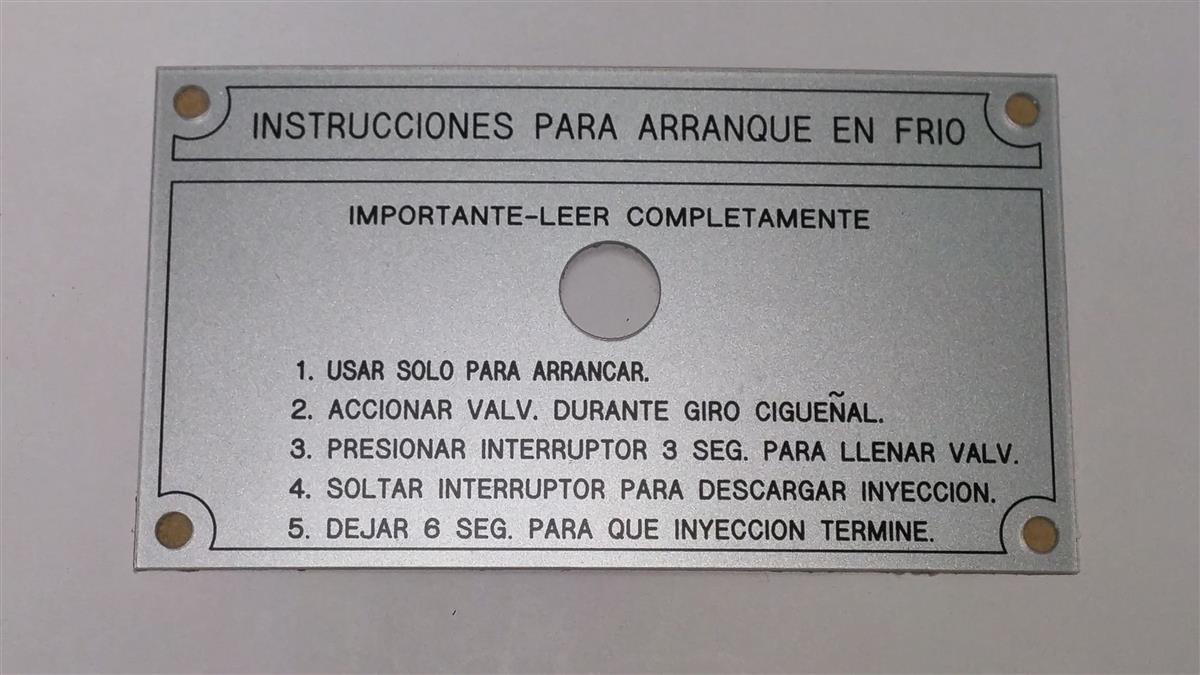 INSTRUCCIONES PARA ARRANQUE EN FRIO
IMPORTANTE-LEER COMPLETAMENTE
1. USAR SOLO PARA ARRANCAR.
2. ACCIONAR VALV. DURANTE GIRO CIGUEÑAL.
3. PRESIONAR INTERRUPTOR 3 SEG. PARA LLENAR VALV.
4. SOLTAR INTERRUPTOR PARA DESCARGAR INYECCION.
5. DEJAR 6 SEG. PARA QUE INYECCION TERMINE.